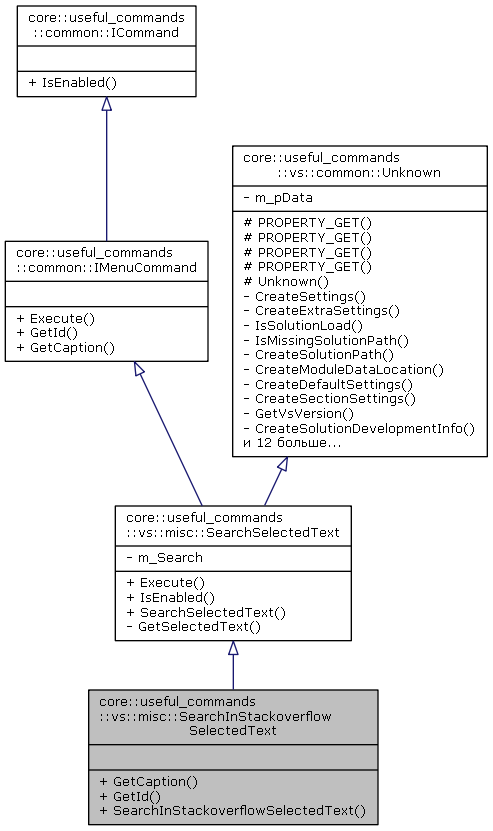 core::useful_commands
::common::ICommand
+ IsEnabled()
core::useful_commands
::vs::common::Unknown
- m_pData
# PROPERTY_GET()
# PROPERTY_GET()
# PROPERTY_GET()
# PROPERTY_GET()
# Unknown()
- CreateSettings()
- CreateExtraSettings()
- IsSolutionLoad()
- IsMissingSolutionPath()
- CreateSolutionPath()
- CreateModuleDataLocation()
- CreateDefaultSettings()
- CreateSectionSettings()
- GetVsVersion()
- CreateSolutionDevelopmentInfo()
и 12 больше...
core::useful_commands
::common::IMenuCommand
+ Execute()
+ GetId()
+ GetCaption()
core::useful_commands
::vs::misc::SearchSelectedText
- m_Search
+ Execute()
+ IsEnabled()
+ SearchSelectedText()
- GetSelectedText()
core::useful_commands
::vs::misc::SearchInStackoverflow
SelectedText
+ GetCaption()
+ GetId()
+ SearchInStackoverflowSelectedText()